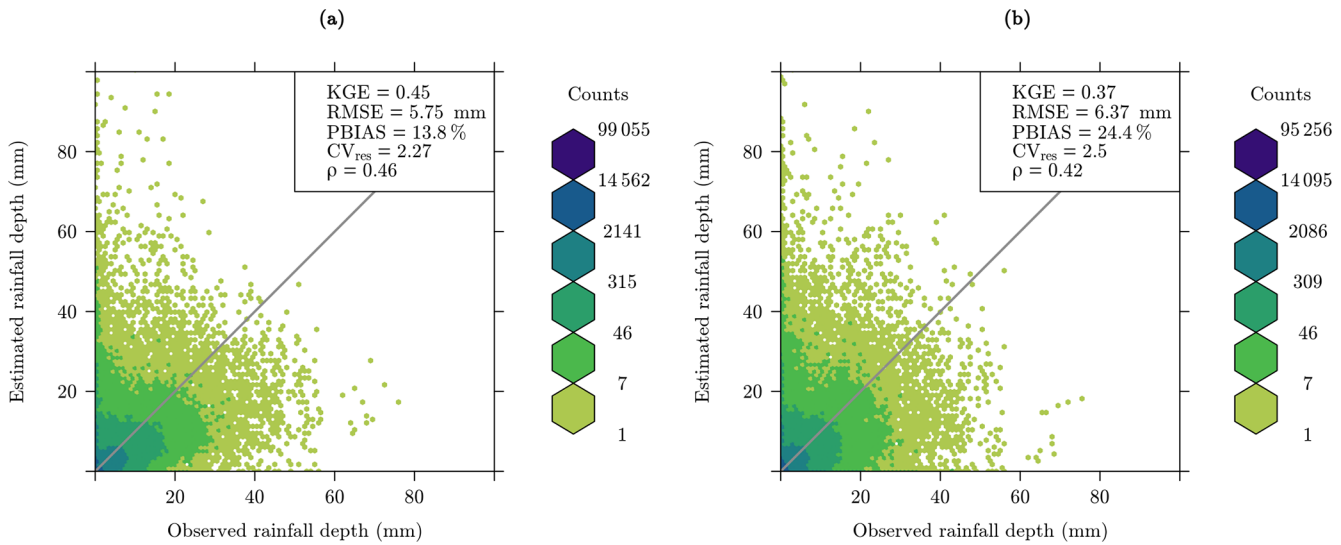 (a)
KGE = 0.45
RMSE = 5.75 mm
PBIAS = 13.8 %
CVres = 2.27
ρ = 0.46
Estimated rainfall depth (mm)
80
60
40
20
20
40
60
80
Observed rainfall depth (mm)
Counts
99 055
14 562
2141
315
46
7
1
(b)
KGE = 0.37
RMSE = 6.37 mm
PBIAS = 24.4 %
CVres = 2.5
ρ = 0.42
Estimated rainfall depth (mm)
80
60
40
20
20
40
60
80
Observed rainfall depth (mm)
Counts
95 256
14 095
2086
309
46
7
1